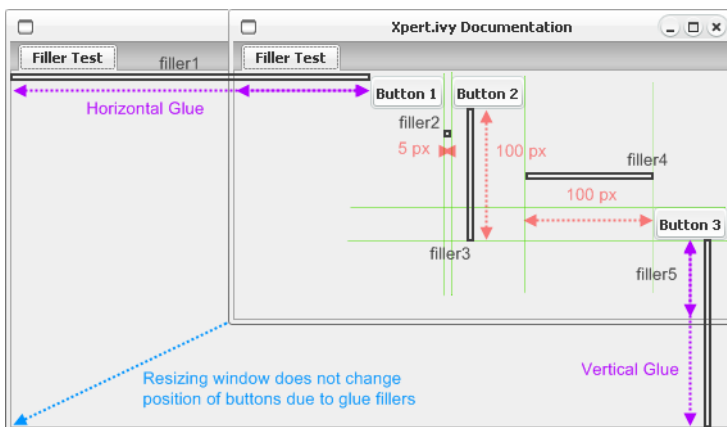 Xpert.ivy Documentation
Filler Test
Filler Test
filler1
Button 1
Button 2
Horizontal Glue
filler2
5 px
100 px
filler4
100 px
Button 3
filler3
filler5
Vertical Glue
Resizing window does not change
position of buttons due to glue fillers